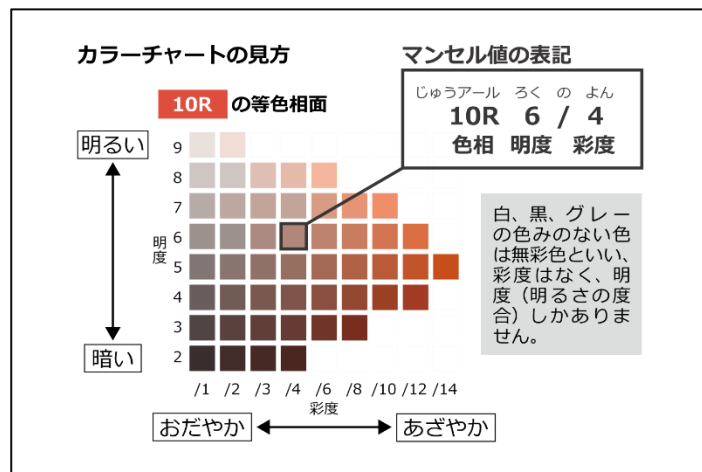 カラーチャートの見方
マンセル値の表記
じゅうアール ろく の よん
10R 6 / 4
色相 明度 彩度
10R の等色相面
明るい
暗い
明度
9
8
7
6
5
4
3
2
/1 /2 /3 /4 /6 /8 /10 /12 /14
彩度
おだやか
あざやか
白、黒、グレー
の色みのない色
は無彩色といい、
彩度はなく、明
度（明るさの度
合）しかありま
せん。